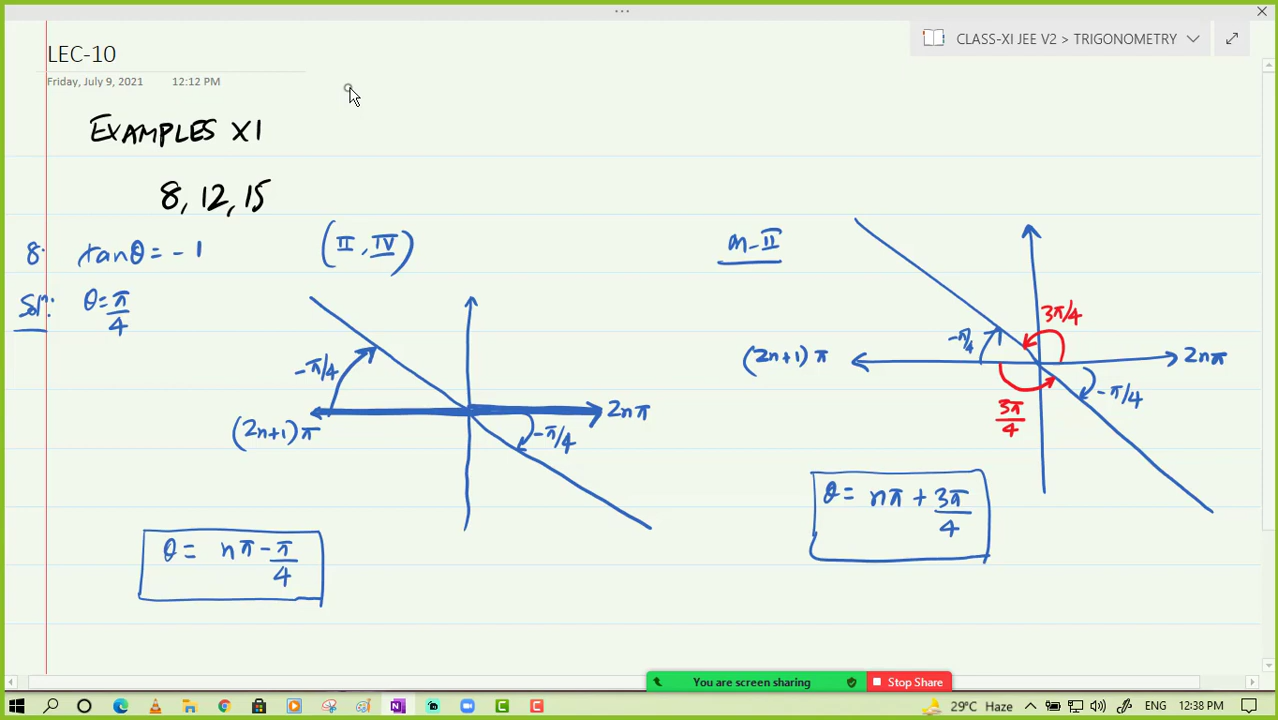 LEC-10
Friday, July 9, 2021 12:12 PM
CLASS-XI JEE V2 > TRIGONOMETRY
EXAMPLES XI
8, 12, 15
8. tanθ = -1 (II, IV)
Soln: θ = π/4
-π/4
(2n+1)π
2nπ
-π/4
θ = nπ - π/4
m-II
3π/4
-π/4
(2n+1)π
2nπ
-π/4
3π/4
θ = nπ + 3π/4
You are screen sharing
Stop Share
29°C Haze
ENG
12:38 PM